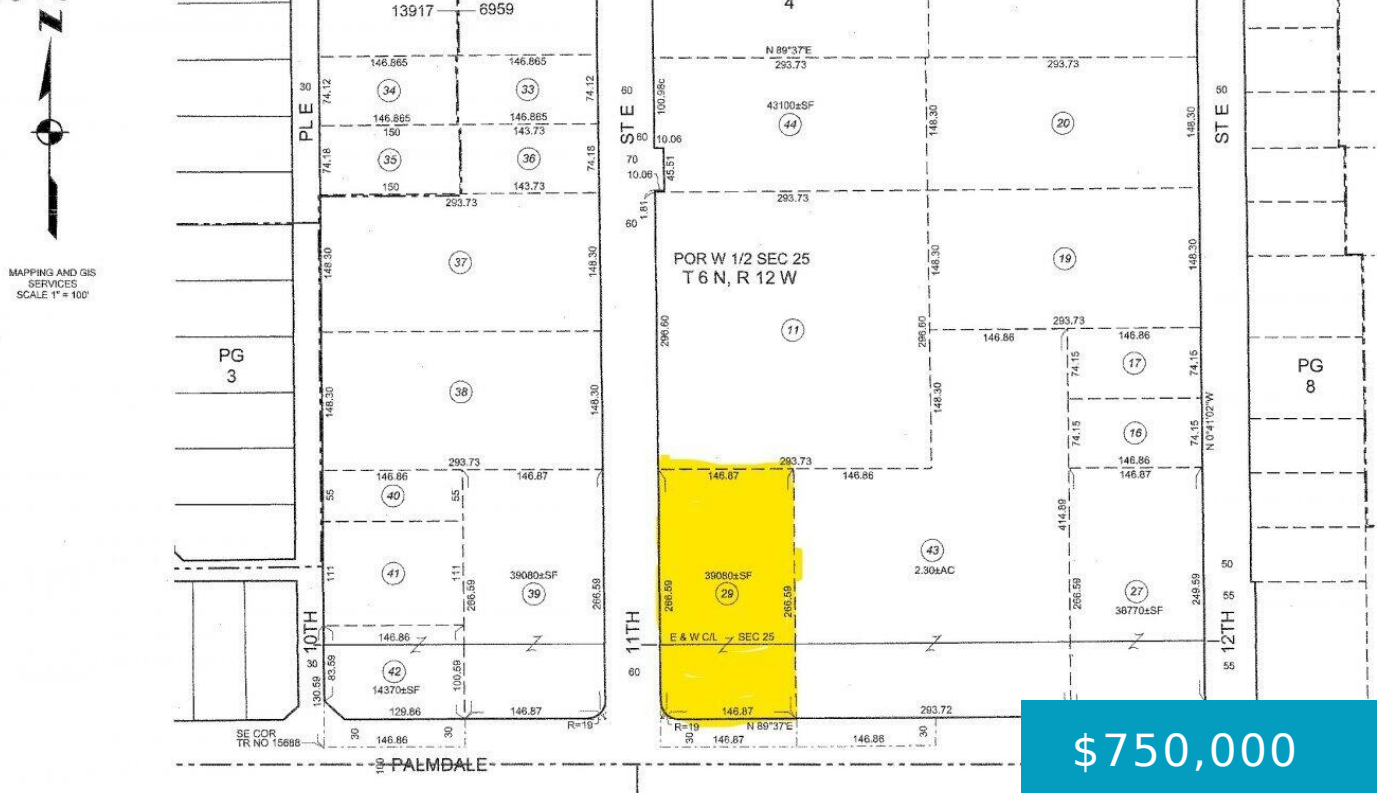 13917 6959
4
Z
N 89°37'E
146.865 146.865 293.73 293.73
30 74.12 34 33 74.12 60 100.98c 50
PL E ST E ST E
43100±SF
44 148.30 20 148.30
146.865 146.865
150 143.73
80 10.06
74.18 35 36 74.18 70 45.51
10.06
150 143.73
293.73 293.73
1.81
60
MAPPING AND GIS
SERVICES
SCALE 1" = 100'
148.30 37 148.30
POR W 1/2 SEC 25
T 6 N, R 12 W
148.30 19 148.30
296.60 11 296.60
293.73
146.86 146.86
PG
3
74.15 17 74.15
PG
8
148.30 38 148.30 148.30
74.15 16 74.15 N 0°41'02"W
146.86
293.73 293.73
146.86 146.87 146.87 146.86 146.87
55 40 55
414.89
43
2.30±AC
111 41 111
39080±SF 39080±SF
266.59 39 266.59 266.59 29 266.59 266.59 27 249.59
38770±SF
50
55
10TH 11TH 12TH
146.86
E & W C/L SEC 25
30 83.59 42 100.59 60 55
14370±SF
130.59
129.86 146.87 146.87 293.72
R=19 R=19 N 89°37'E
SE COR
TR NO 15688
30 30 30 30
146.86 146.87 146.86
100 PALMDALE
$750,000